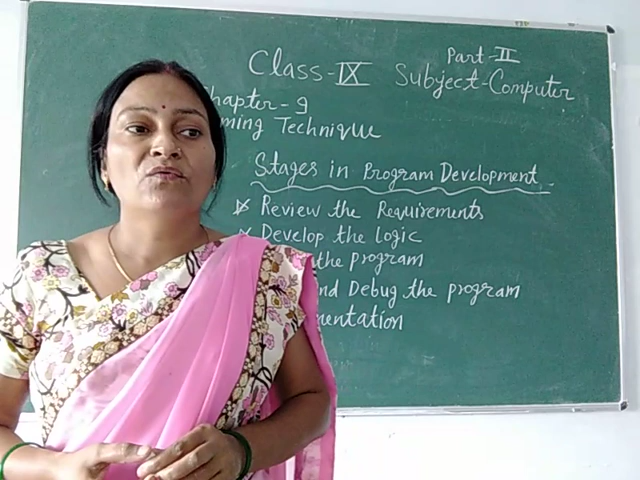 Part-II
Class-IX Subject-Computer
hapter-9
ming Technique
Stages in Program Development
Review the Requirements
Develop the Logic
the program
nd Debug the program
mentation